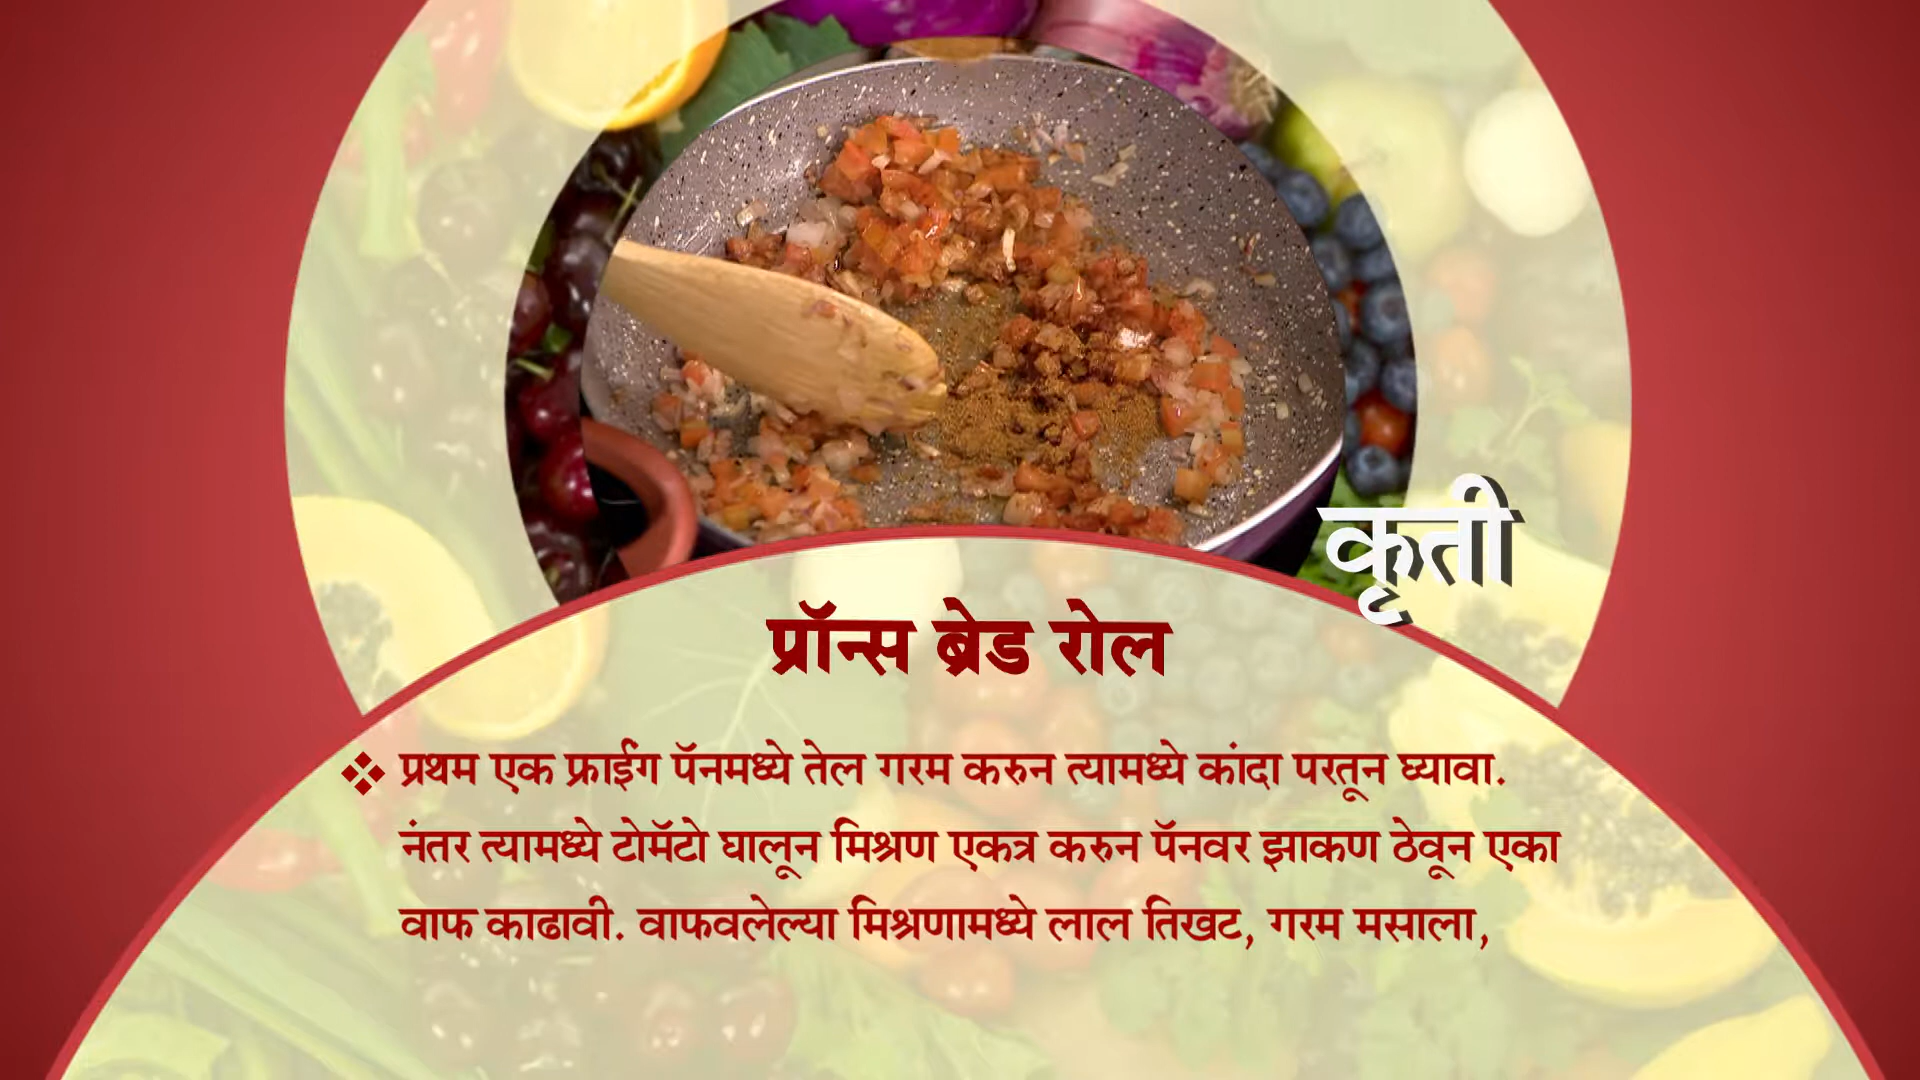 कृती
प्रॉन्स ब्रेड रोल
❖ प्रथम एक फ्राईग पॅनमध्ये तेल गरम करुन त्यामध्ये कांदा परतून घ्यावा.
नंतर त्यामध्ये टोमॅटो घालून मिश्रण एकत्र करुन पॅनवर झाकण ठेवून एका
वाफ काढावी. वाफवलेल्या मिश्रणामध्ये लाल तिखट, गरम मसाला,